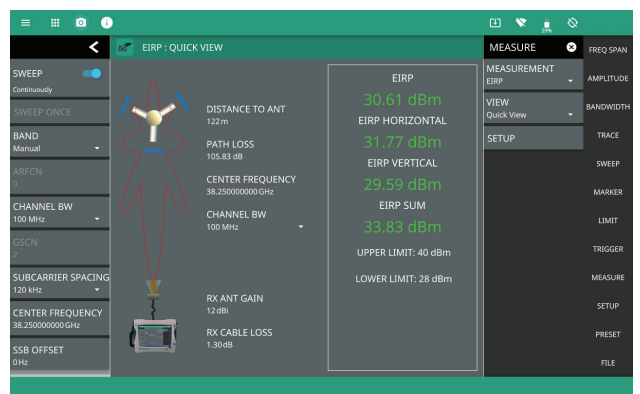 59%
SWEEP
Continuously
SWEEP ONCE
BAND
Manual
ARFCN
0
CHANNEL BW
100 MHz
GSCN
2
SUBCARRIER SPACING
120 kHz
CENTER FREQUENCY
38.250000000 GHz
SSB OFFSET
0 Hz
5G
EIRP : QUICK VIEW
DISTANCE TO ANT
122 m
PATH LOSS
105.83 dB
CENTER FREQUENCY
38.250000000 GHz
CHANNEL BW
100 MHz
RX ANT GAIN
12 dBi
RX CABLE LOSS
1.30 dB
EIRP
30.61 dBm
EIRP HORIZONTAL
31.77 dBm
EIRP VERTICAL
29.59 dBm
EIRP SUM
33.83 dBm
UPPER LIMIT: 40 dBm
LOWER LIMIT: 28 dBm
MEASURE
MEASUREMENT
EIRP
VIEW
Quick View
SETUP
FREQ SPAN
AMPLITUDE
BANDWIDTH
TRACE
SWEEP
MARKER
LIMIT
TRIGGER
MEASURE
SETUP
PRESET
FILE